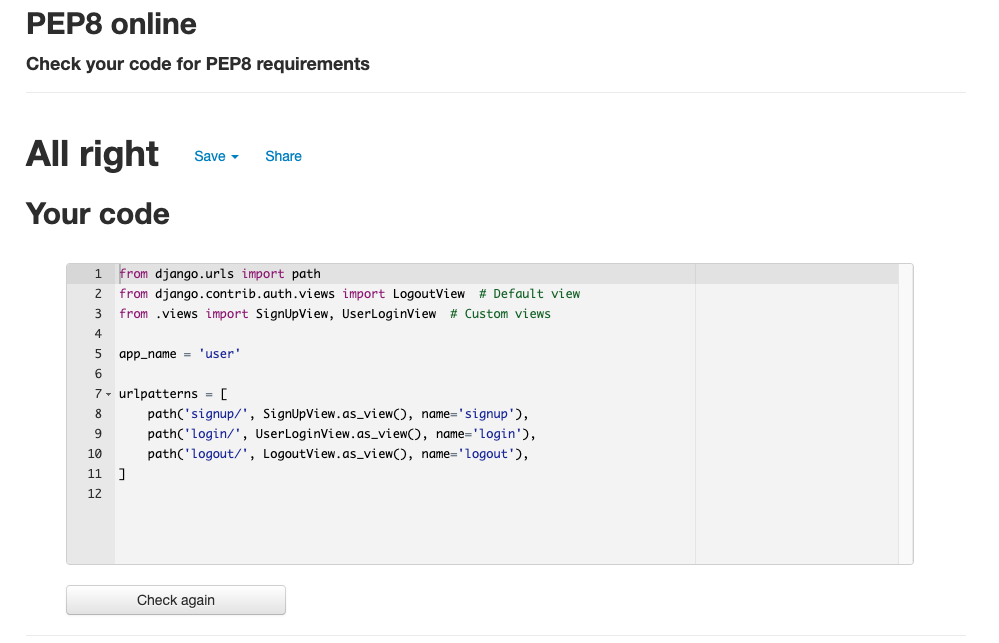 PEP8 online
Check your code for PEP8 requirements
All right Save Share
Your code
1 from django.urls import path
2 from django.contrib.auth.views import LogoutView  # Default view
3 from .views import SignUpView, UserLoginView  # Custom views
4
5 app_name = 'user'
6
7 urlpatterns = [
8     path('signup/', SignUpView.as_view(), name='signup'),
9     path('login/', UserLoginView.as_view(), name='login'),
10     path('logout/', LogoutView.as_view(), name='logout'),
11 ]
12
Check again